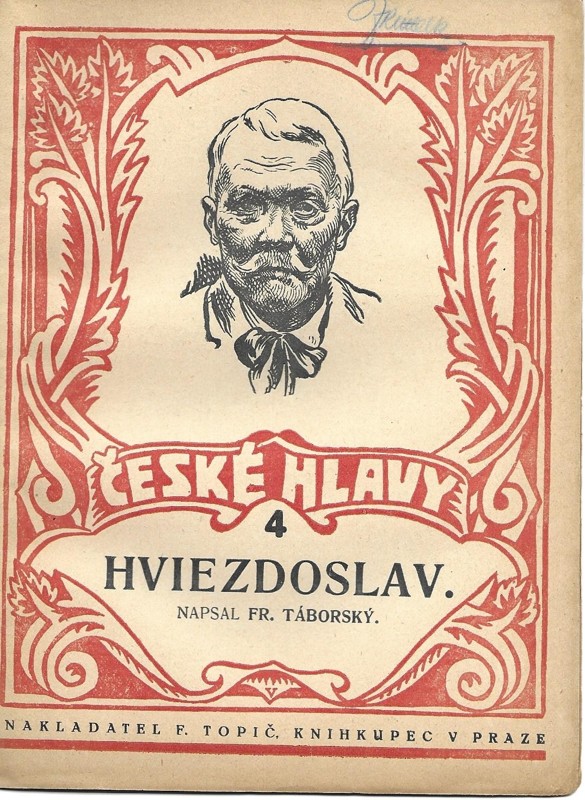 ČESKÉ HLAVY
4
HVIEZDOSLAV.
NAPSAL FR. TÁBORSKÝ.
NAKLADATEL F. TOPIČ, KNIHKUPEC V PRAZE